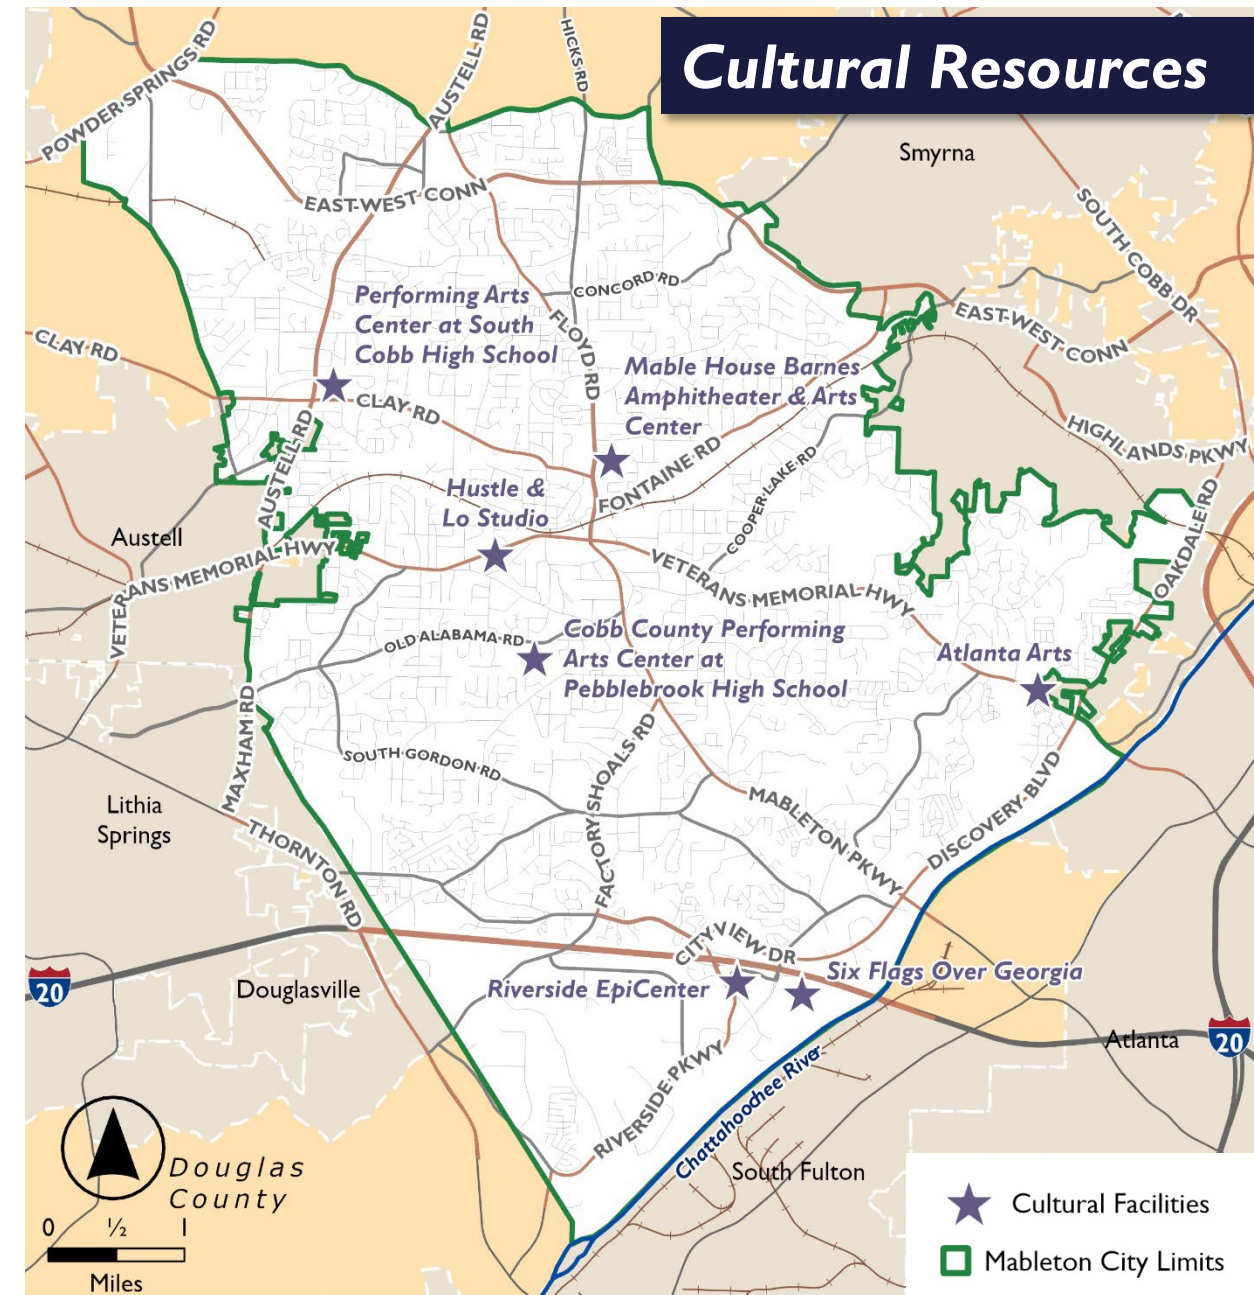 Cultural Resources
POWDER SPRINGS RD
AUSTELL RD
HICKS RD
Smyrna
EAST-WEST CONN
SOUTH COBB DR
CONCORD RD
Performing Arts
Center at South
Cobb High School
FLOYD RD
EAST-WEST CONN
CLAY RD
Mable House Barnes
Amphitheater & Arts
Center
CLAY RD
HIGHLANDS PKWY
AUSTELL RD
FONTAINE RD
COOPER LAKE RD
Hustle &
Lo Studio
OAKDALE RD
Austell
VETERANS MEMORIAL HWY
VETERANS MEMORIAL HWY
OLD ALABAMA RD
Cobb County Performing
Arts Center at
Pebblebrook High School
Atlanta Arts
MAXHAM RD
SOUTH GORDON RD
FACTORY SHOALS RD
MABLETON PKWY
DISCOVERY BLVD
Lithia
Springs
THORNTON RD
CITYVIEW DR
Six Flags Over Georgia
Riverside EpiCenter
20
Douglasville
Atlanta
20
RIVERSIDE PKWY
Chattahoochee River
South Fulton
Douglas
County
0 ½ 1
Miles
Cultural Facilities
Mableton City Limits